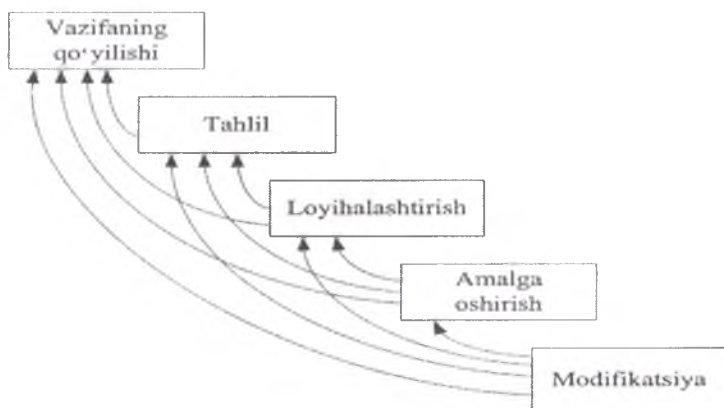 Vazifaning
qo‘yilishi
Tahlil
Loyihalashtirish
Amalga
oshirish
Modifikatsiya